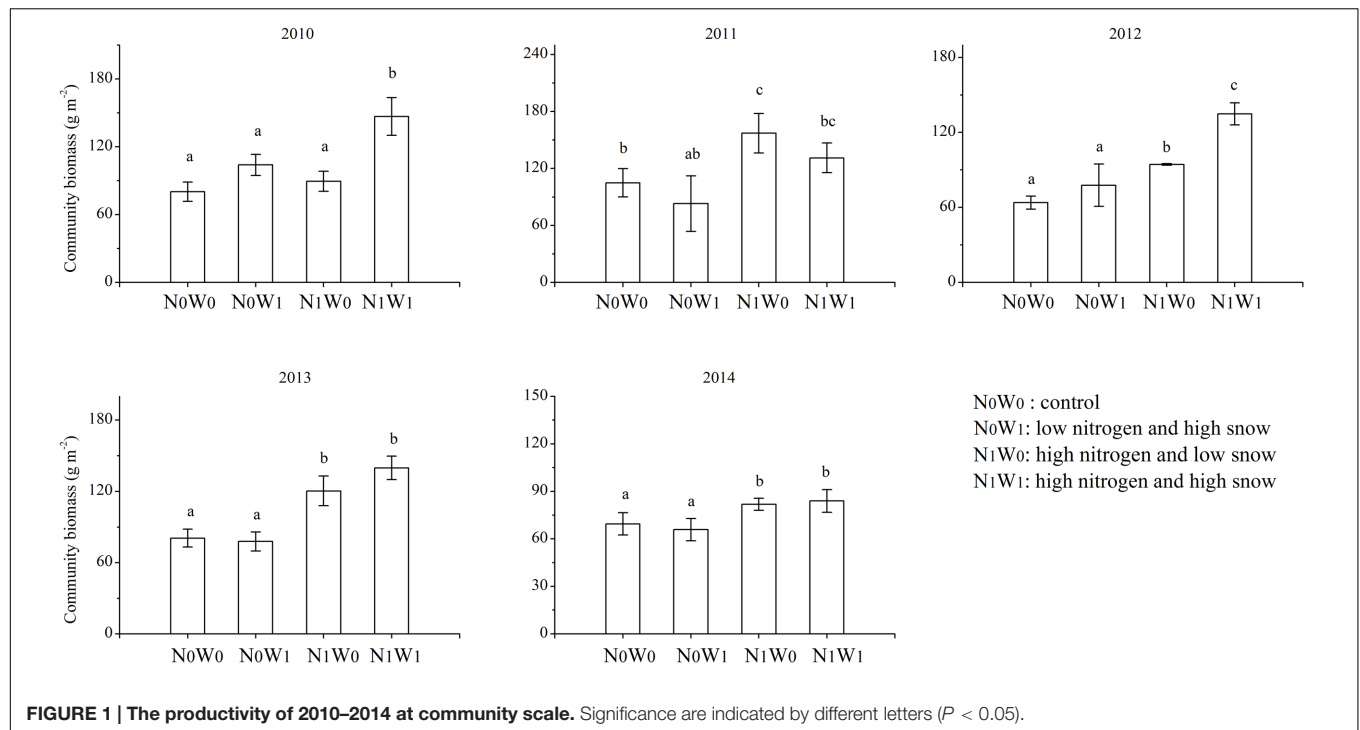 2010
Community biomass (g m⁻²)
180
120
60
0
a
a
a
b
N0W0 N0W1 N1W0 N1W1
2011
240
180
120
60
0
b
ab
c
bc
N0W0 N0W1 N1W0 N1W1
2012
180
120
60
0
a
a
b
c
N0W0 N0W1 N1W0 N1W1
2013
Community biomass (g m⁻²)
180
120
60
0
a
a
b
b
N0W0 N0W1 N1W0 N1W1
2014
150
120
90
60
30
0
a
a
b
b
N0W0 N0W1 N1W0 N1W1
N0W0 : control
N0W1: low nitrogen and high snow
N1W0: high nitrogen and low snow
N1W1: high nitrogen and high snow
FIGURE 1 | The productivity of 2010–2014 at community scale. Significance are indicated by different letters (P < 0.05).